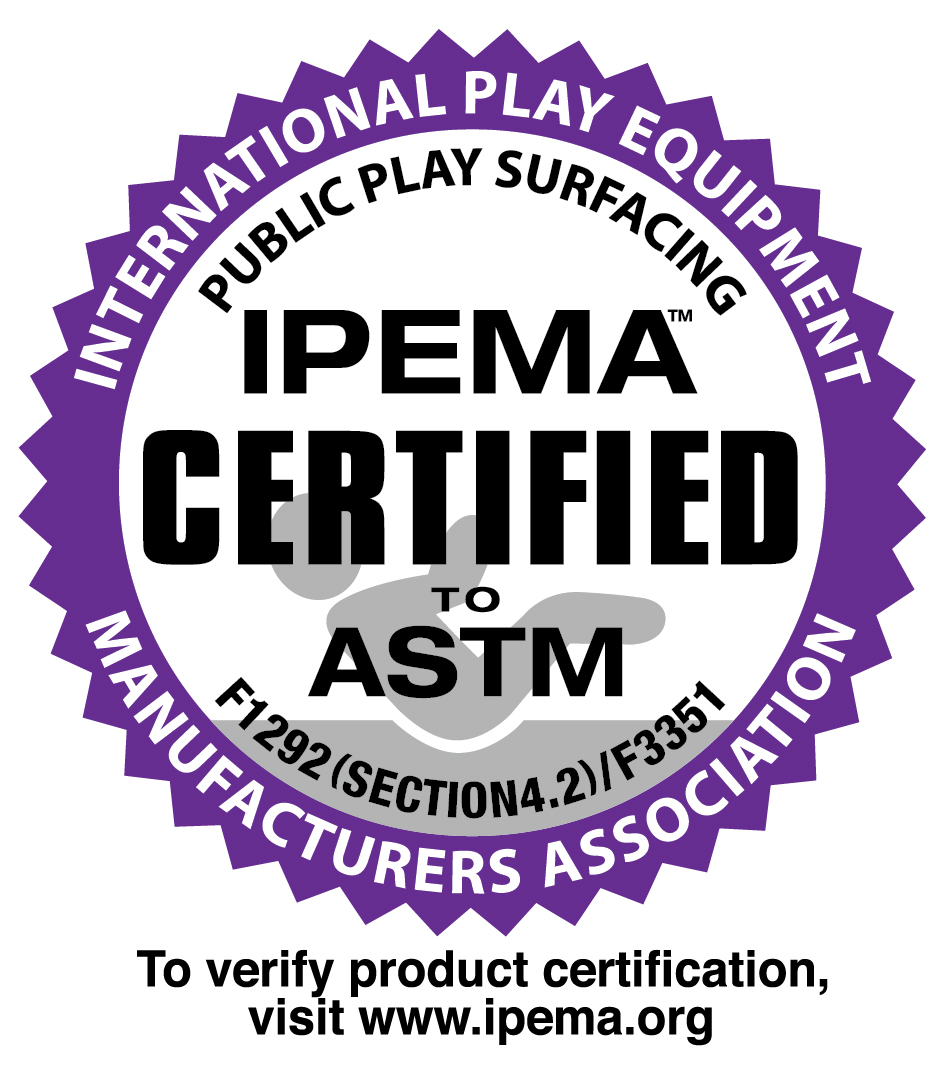 INTERNATIONAL PLAY EQUIPMENT
PUBLIC PLAY SURFACING
IPEMA™
CERTIFIED
TO
ASTM
F1292(SECTION4.2)/F3351
MANUFACTURERS ASSOCIATION
To verify product certification,
visit www.ipema.org